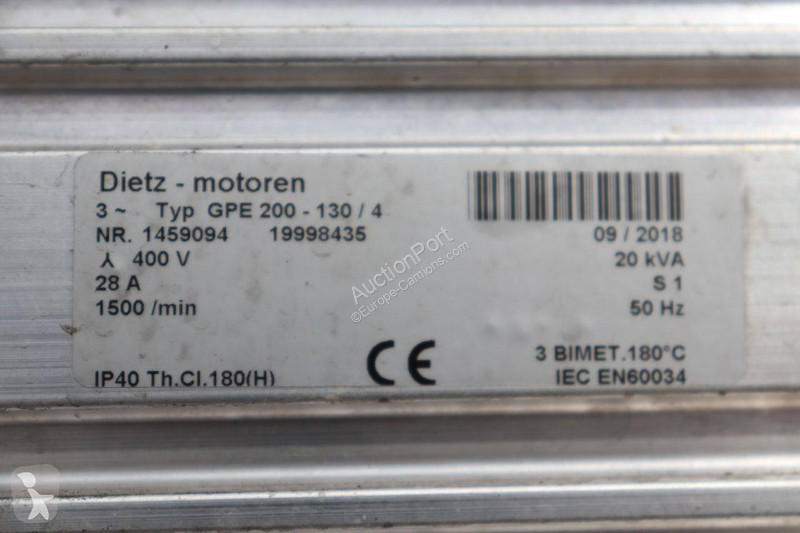 Dietz - motoren
3 ~ Typ GPE 200 - 130 / 4
NR. 1459094 19998435 09 / 2018
400 V 20 kVA
28 A S 1
1500 /min 50 Hz
CE 3 BIMET.180°C
IP40 Th.Cl.180(H) IEC EN60034
AuctionPort
©Europe-Camions.com